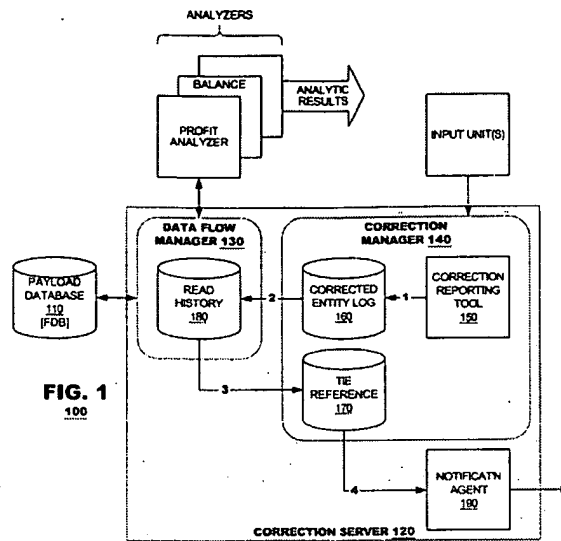 ANALYZERS
BALANCE
PROFIT
ANALYZER
ANALYTIC
RESULTS
INPUT UNIT(S)
DATA FLOW
MANAGER 130
CORRECTION
MANAGER 140
PAYLOAD
DATABASE
110
[FDB]
READ
HISTORY
180
2
CORRECTED
ENTITY LOG
160
1
CORRECTION
REPORTING
TOOL
150
FIG. 1
100
3
TIE
REFERENCE
170
4
NOTIFICAT'N
AGENT
190
CORRECTION SERVER 120